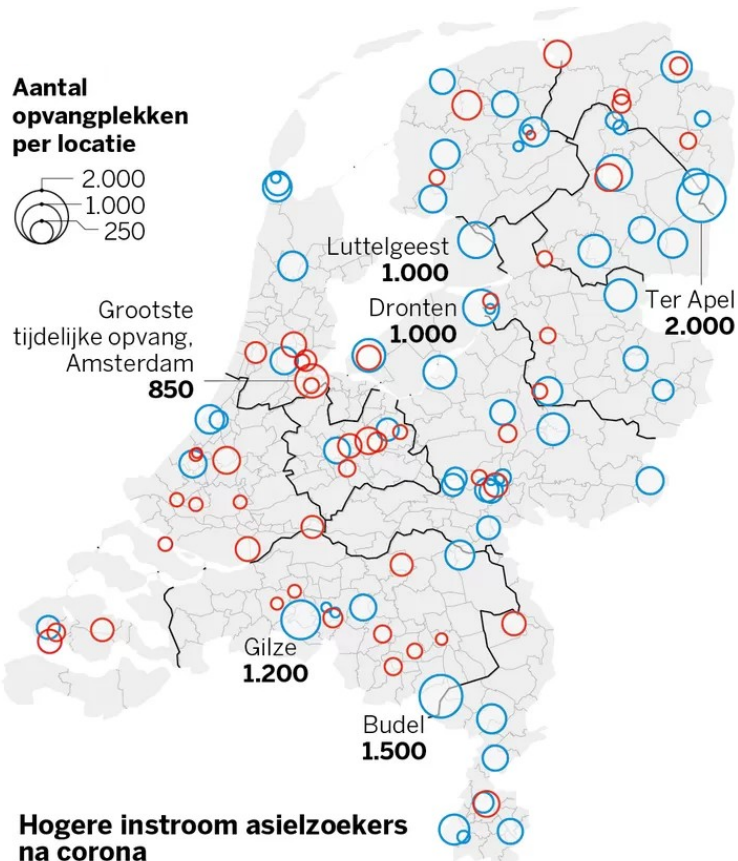 Aantal
opvangplekken
per locatie
2.000
1.000
250
Luttelgeest
1.000
Dronten
1.000
Ter Apel
2.000
Grootste
tijdelijke opvang,
Amsterdam
850
Gilze
1.200
Budel
1.500
Hogere instroom asielzoekers
na corona